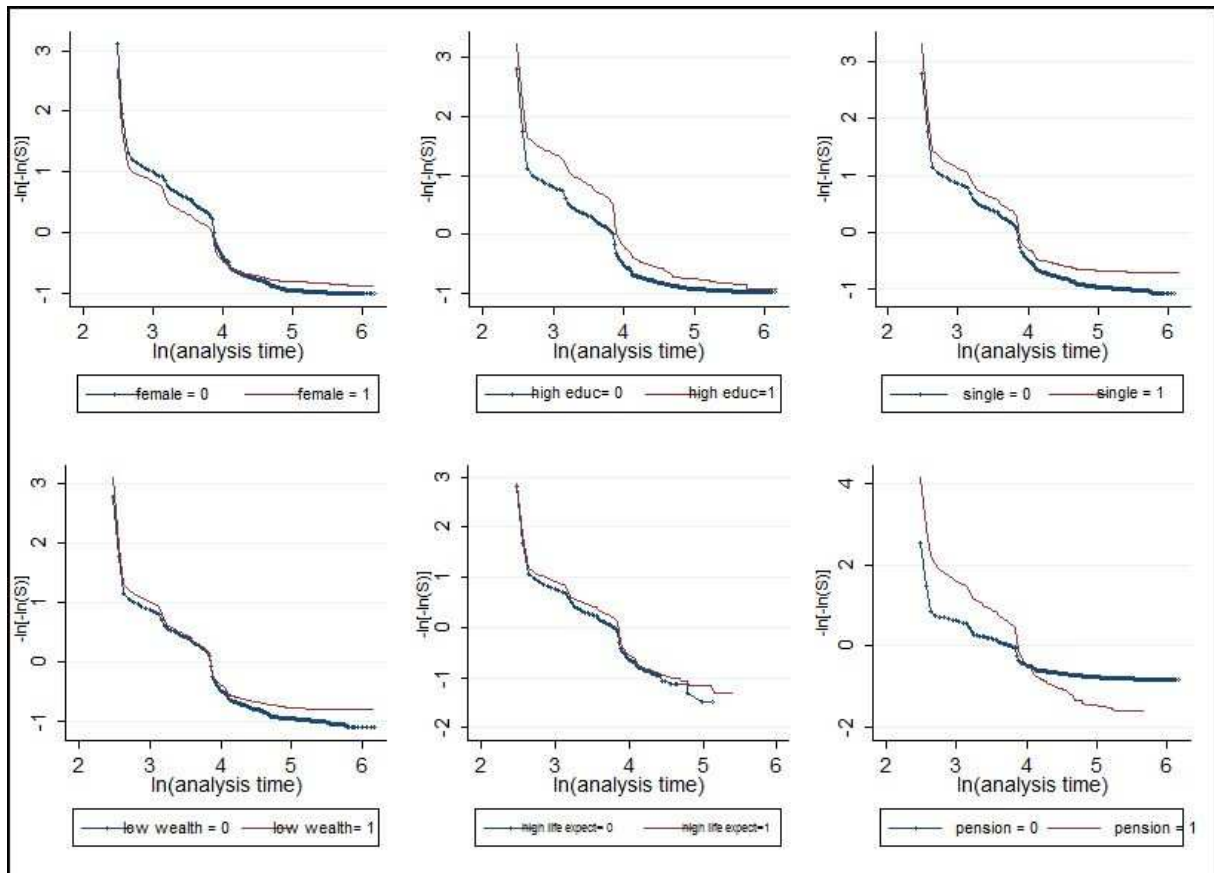 -ln[-ln(S)]
3
2
1
0
-1
2 3 4 5 6
ln(analysis time)
female = 0 female = 1
-ln[-ln(S)]
3
2
1
0
-1
2 3 4 5 6
ln(analysis time)
high educ= 0 high educ=1
-ln[-ln(S)]
3
2
1
0
-1
2 3 4 5 6
ln(analysis time)
single = 0 single = 1
-ln[-ln(S)]
3
2
1
0
-1
2 3 4 5 6
ln(analysis time)
low wealth = 0 low wealth= 1
-ln[-ln(S)]
3
2
1
0
-1
-2
2 3 4 5 6
ln(analysis time)
high life expect= 0 high life expect=1
-ln[-ln(S)]
4
2
0
-2
2 3 4 5 6
ln(analysis time)
pension = 0 pension = 1